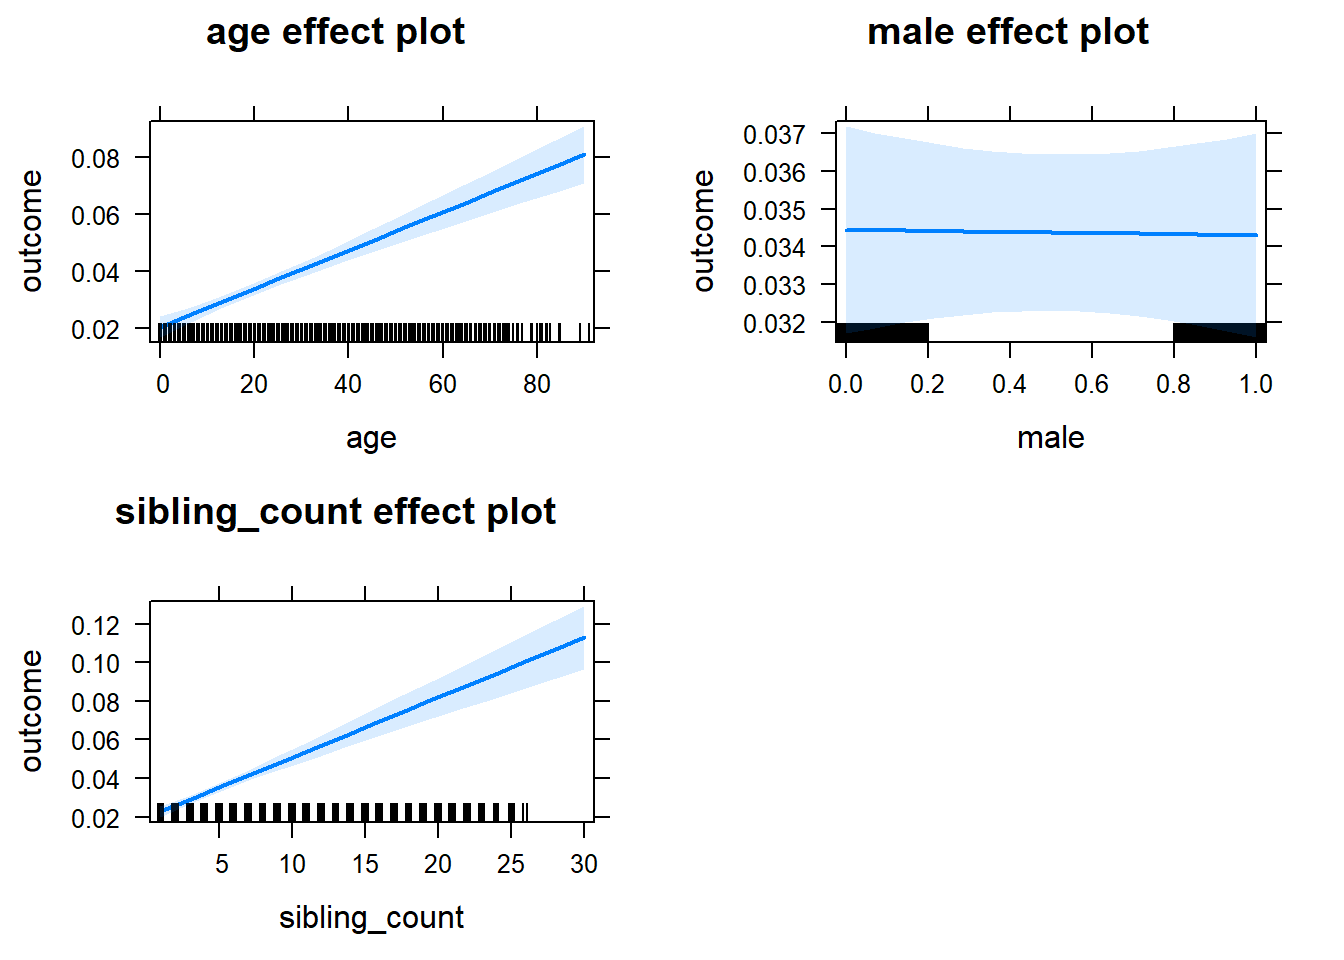 age effect plot
outcome
0.08
0.06
0.04
0.02
0 20 40 60 80
age
male effect plot
outcome
0.037
0.036
0.035
0.034
0.033
0.032
0.0 0.2 0.4 0.6 0.8 1.0
male
sibling_count effect plot
outcome
0.12
0.10
0.08
0.06
0.04
0.02
5 10 15 20 25 30
sibling_count